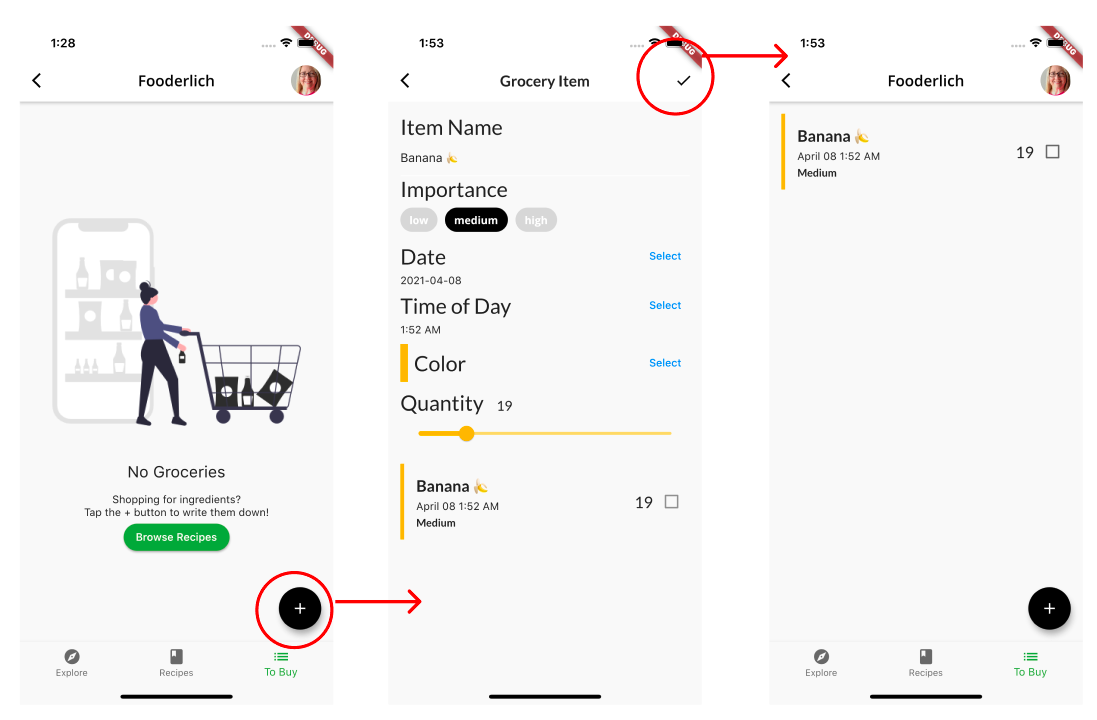 1:28
DEBUG
Fooderlich
No Groceries
Shopping for ingredients?
Tap the + button to write them down!
Browse Recipes
+
Explore
Recipes
To Buy
1:53
DEBUG
Grocery Item
Item Name
Banana 🍌
Importance
low medium high
Date Select
2021-04-08
Time of Day Select
1:52 AM
Color Select
Quantity 19
Banana 🍌
April 08 1:52 AM
19
Medium
1:53
DEBUG
Fooderlich
Banana 🍌
April 08 1:52 AM
19
Medium
+
Explore
Recipes
To Buy